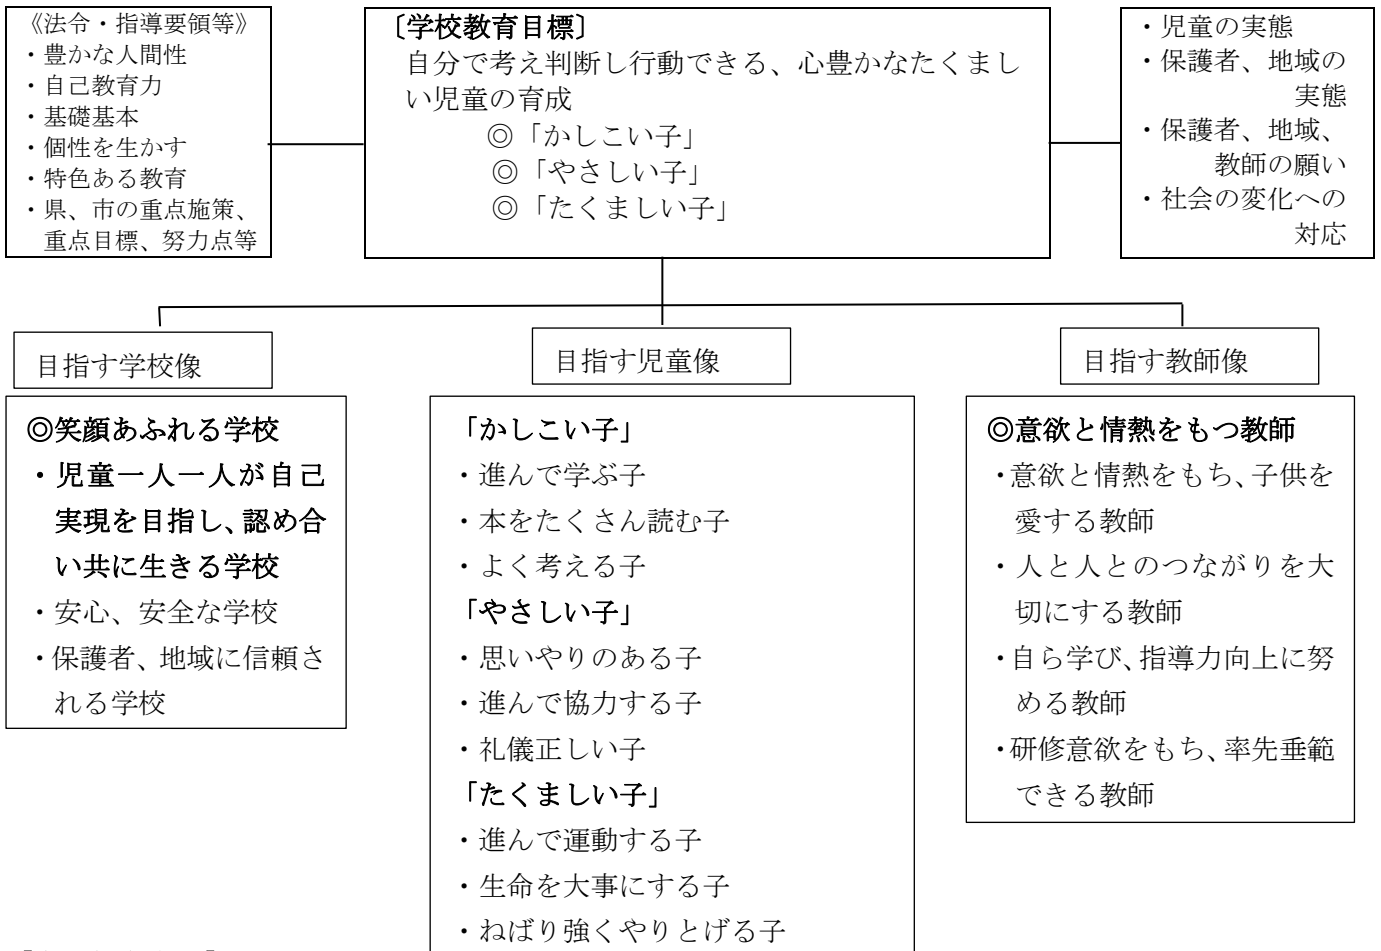 《法令・指導要領等》
・豊かな人間性
・自己教育力
・基礎基本
・個性を生かす
・特色ある教育
・県、市の重点施策、
重点目標、努力点等
〔学校教育目標〕
自分で考え判断し行動できる、心豊かなたくまし
い児童の育成
◎「かしこい子」
◎「やさしい子」
◎「たくましい子」
・児童の実態
・保護者、地域の
実態
・保護者、地域、
教師の願い
・社会の変化への
対応
目指す学校像
◎笑顔あふれる学校
・児童一人一人が自己
実現を目指し、認め合
い共に生きる学校
・安心、安全な学校
・保護者、地域に信頼さ
れる学校
目指す児童像
「かしこい子」
・進んで学ぶ子
・本をたくさん読む子
・よく考える子
「やさしい子」
・思いやりのある子
・進んで協力する子
・礼儀正しい子
「たくましい子」
・進んで運動する子
・生命を大事にする子
・ねばり強くやりとげる子
目指す教師像
◎意欲と情熱をもつ教師
・意欲と情熱をもち、子供を
愛する教師
・人と人とのつながりを大
切にする教師
・自ら学び、指導力向上に努
める教師
・研修意欲をもち、率先垂範
できる教師